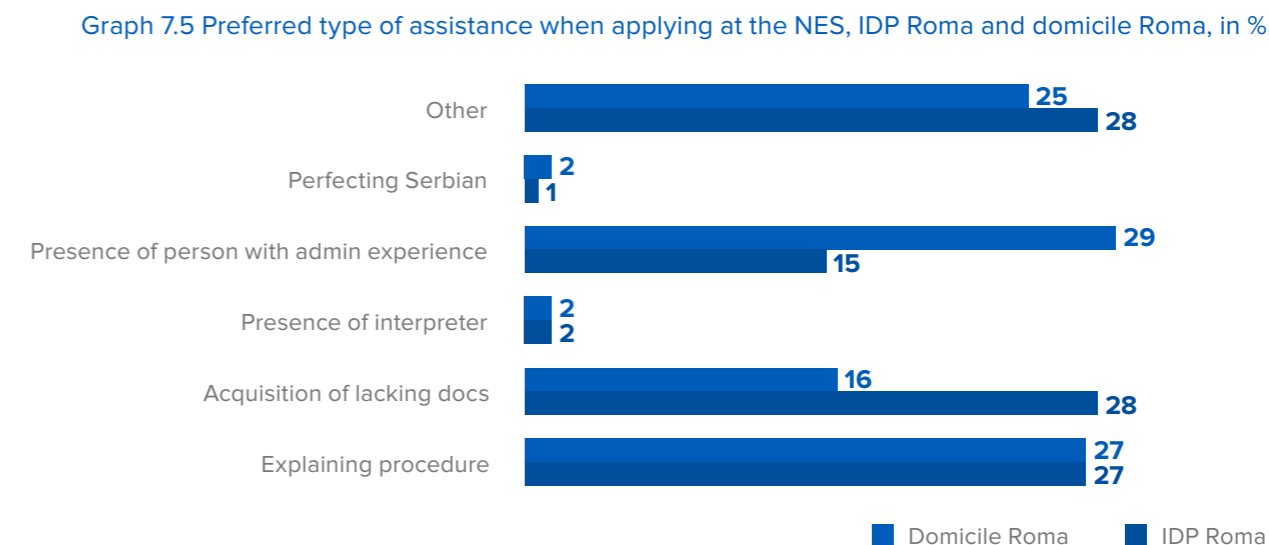 Graph 7.5 Preferred type of assistance when applying at the NES, IDP Roma and domicile Roma, in %
Other
25
28
Perfecting Serbian
2
1
Presence of person with admin experience
29
15
Presence of interpreter
2
2
Acquisition of lacking docs
16
28
Explaining procedure
27
27
Domicile Roma
IDP Roma